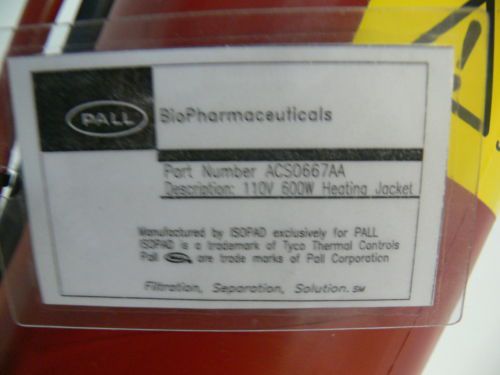 PALL
BioPharmaceuticals
Part Number ACS0667AA
Description: 110V 600W Heating Jacket
Manufactured by ISOPAD exclusively for PALL
ISOPAD is a trademark of Tyco Thermal Controls
Pall PALL are trade marks of Pall Corporation
Filtration, Separation, Solution.SM